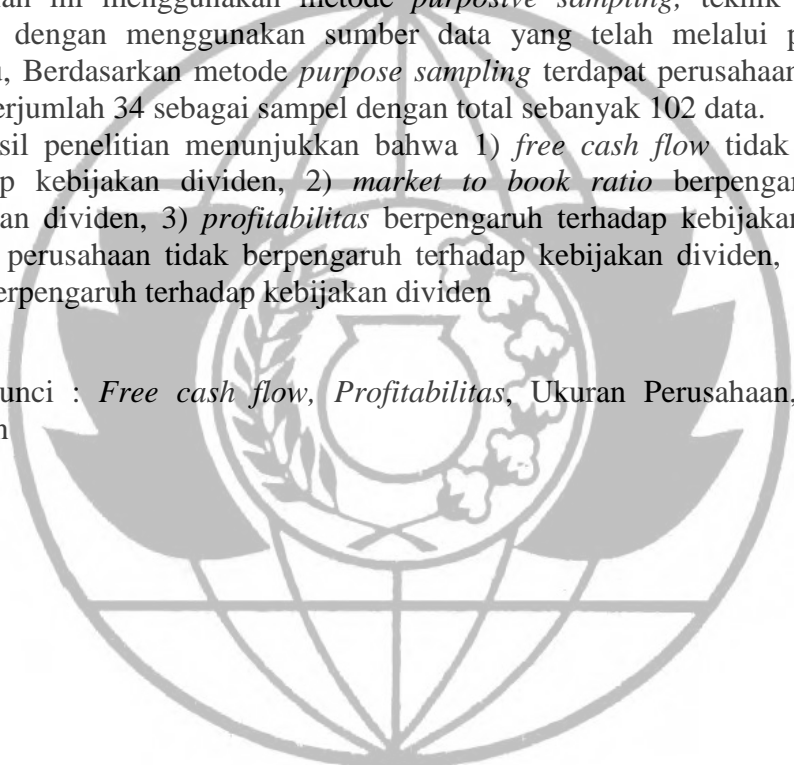 ini menggunakan metode purposive sampling, teknik
dengan menggunakan sumber data yang telah melalui
Berdasarkan metode purpose sampling terdapat perusahaan
erjumlah 34 sebagai sampel dengan total sebanyak 102 data.
sil penelitian menunjukkan bahwa 1) free cash flow tidak
p kebijakan dividen, 2) market to book ratio berpengar
an dividen, 3) profitabilitas berpengaruh terhadap kebijakan
perusahaan tidak berpengaruh terhadap kebijakan dividen,
erpengaruh terhadap kebijakan dividen
unci : Free cash flow, Profitabilitas, Ukuran Perusahaan,